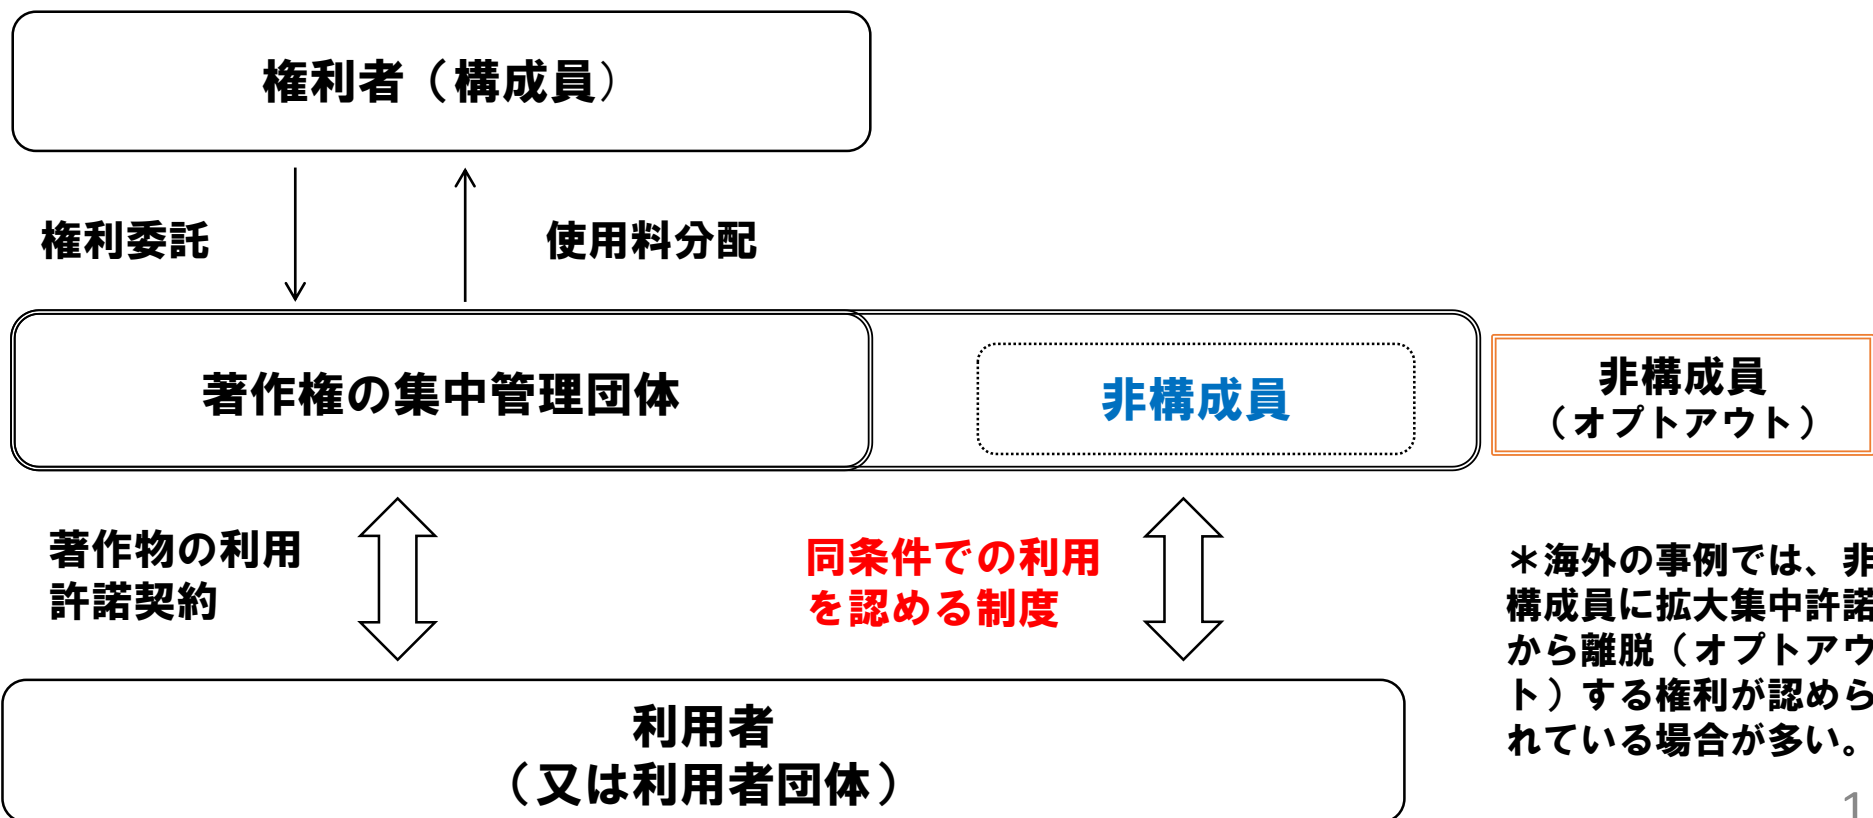 権利者（構成員）
権利委託
使用料分配
著作権の集中管理団体
非構成員
非構成員
（オプトアウト）
著作物の利用
許諾契約
同条件での利用
を認める制度
＊海外の事例では、非
構成員に拡大集中許諾
から離脱（オプトアウ
ト）する権利が認めら
れている場合が多い。
利用者
（又は利用者団体）
1